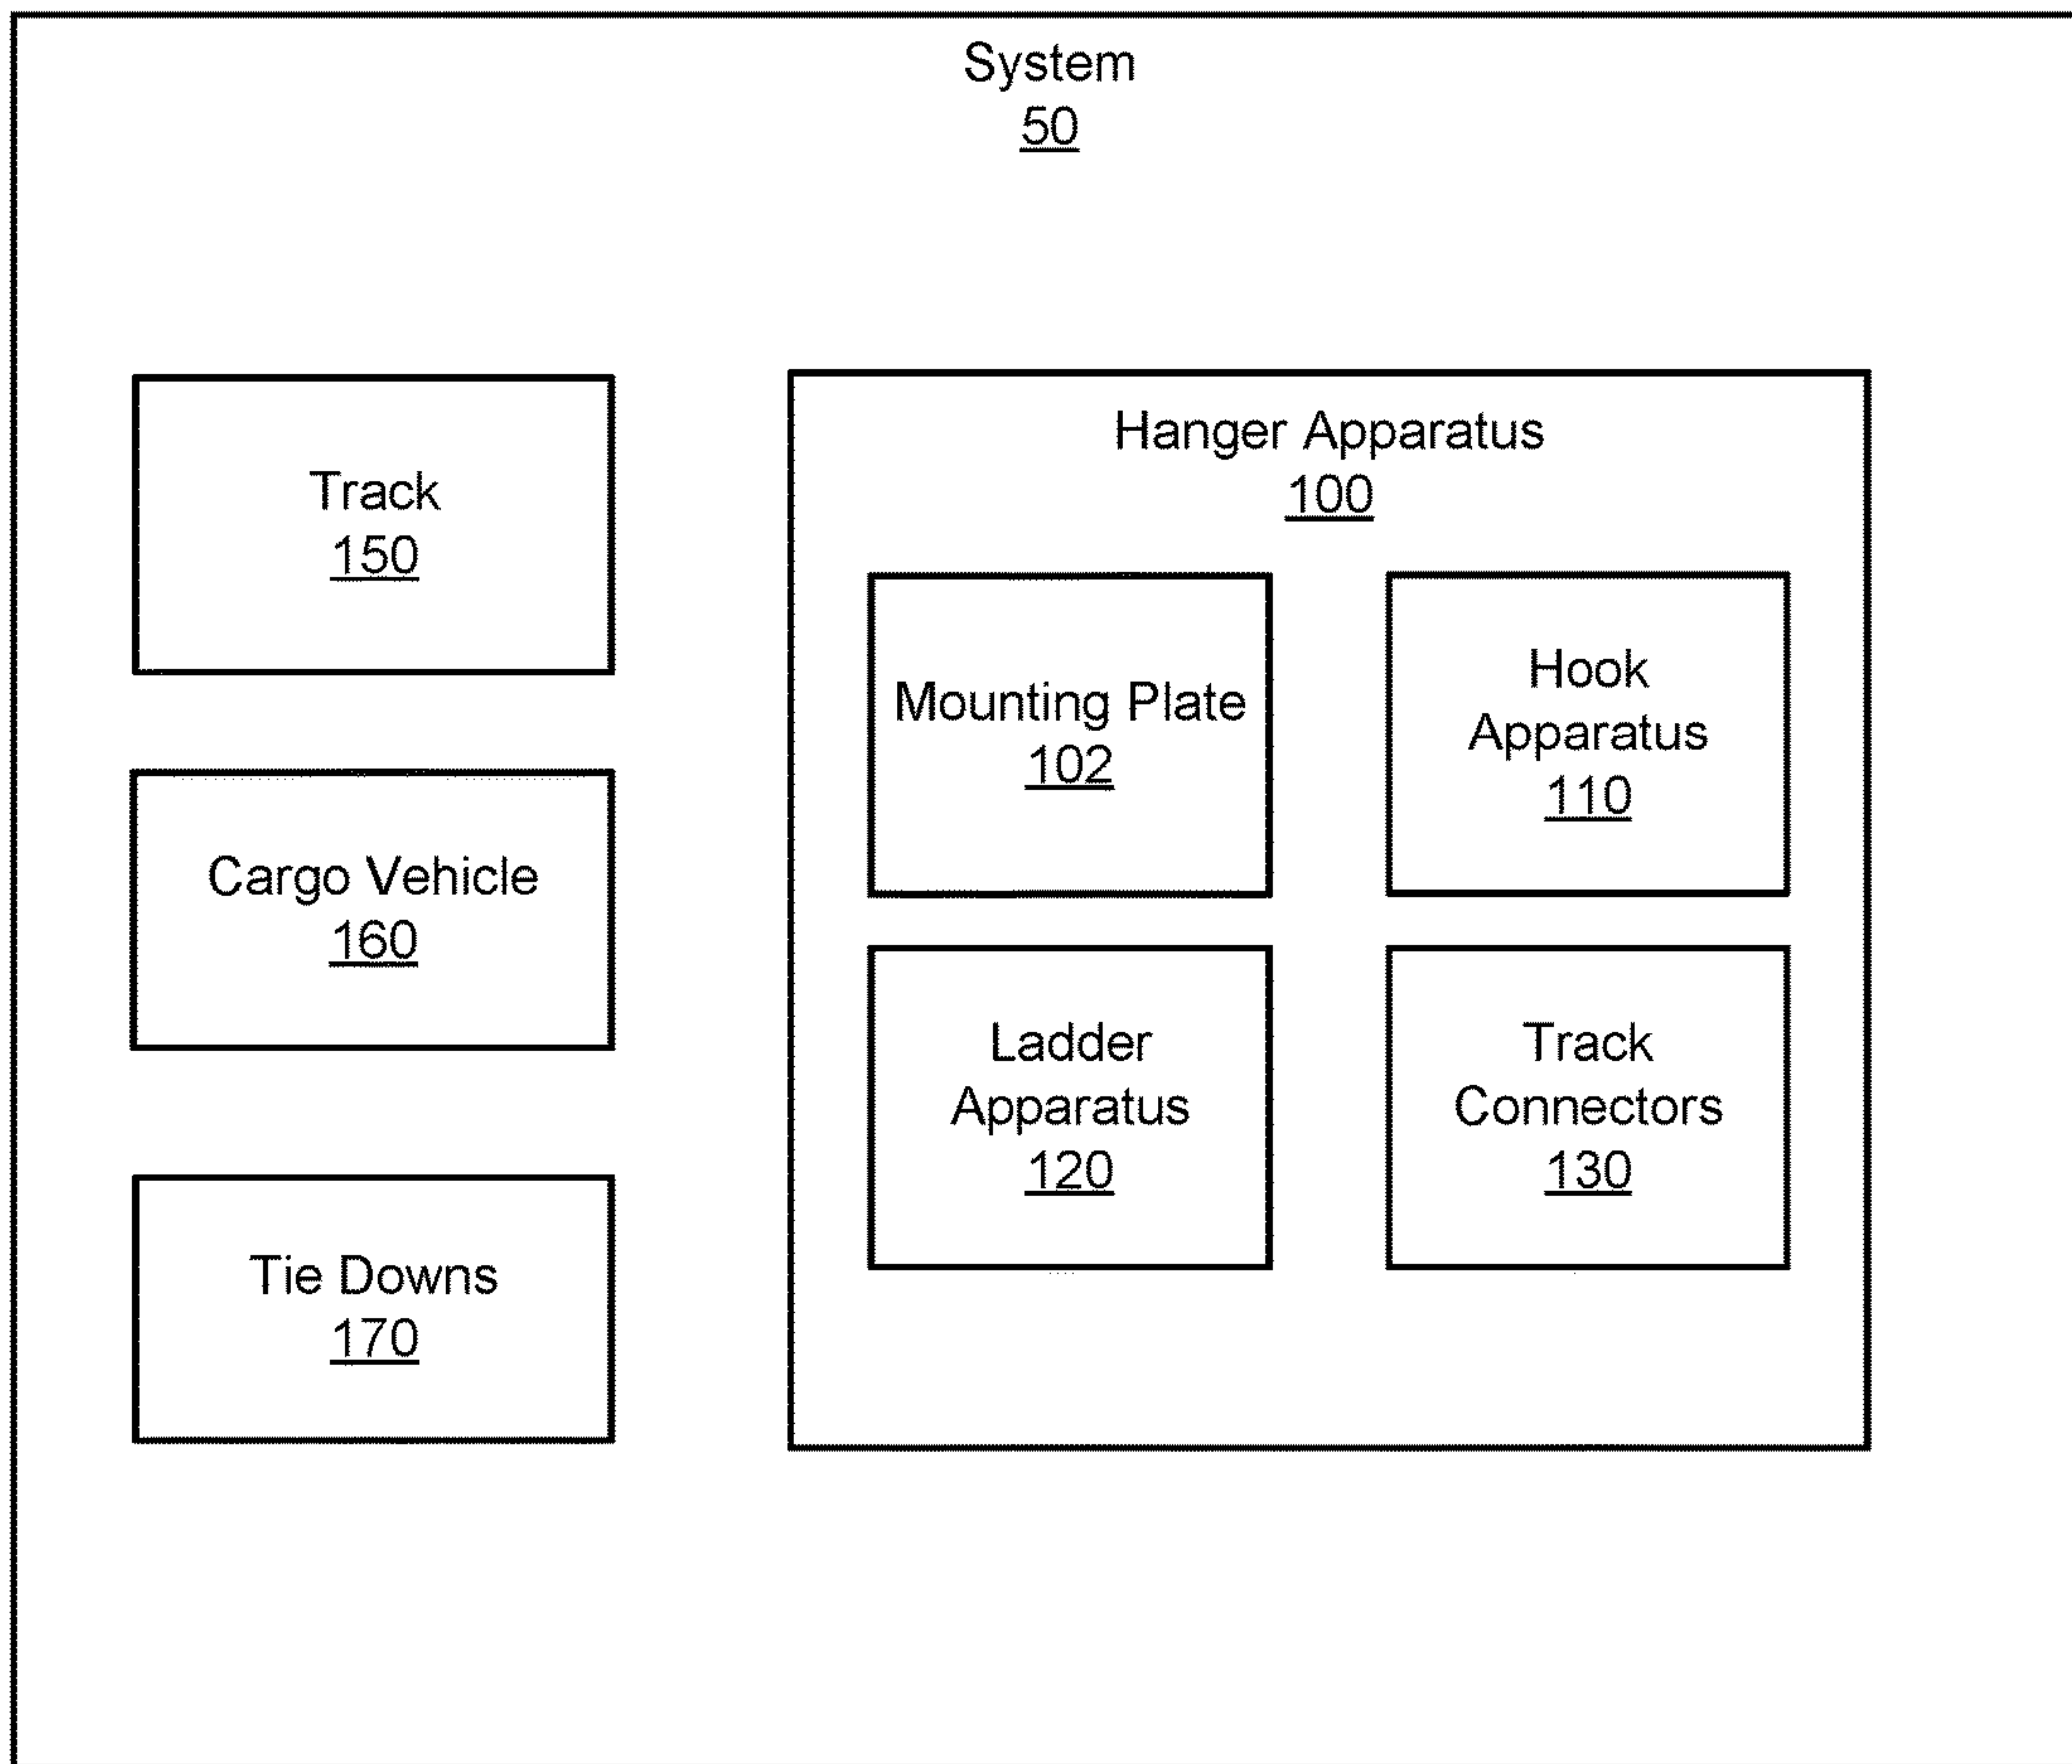 System
50
Track
150
Cargo Vehicle
160
Tie Downs
170
Hanger Apparatus
100
Mounting Plate
102
Hook
Apparatus
110
Ladder
Apparatus
120
Track
Connectors
130